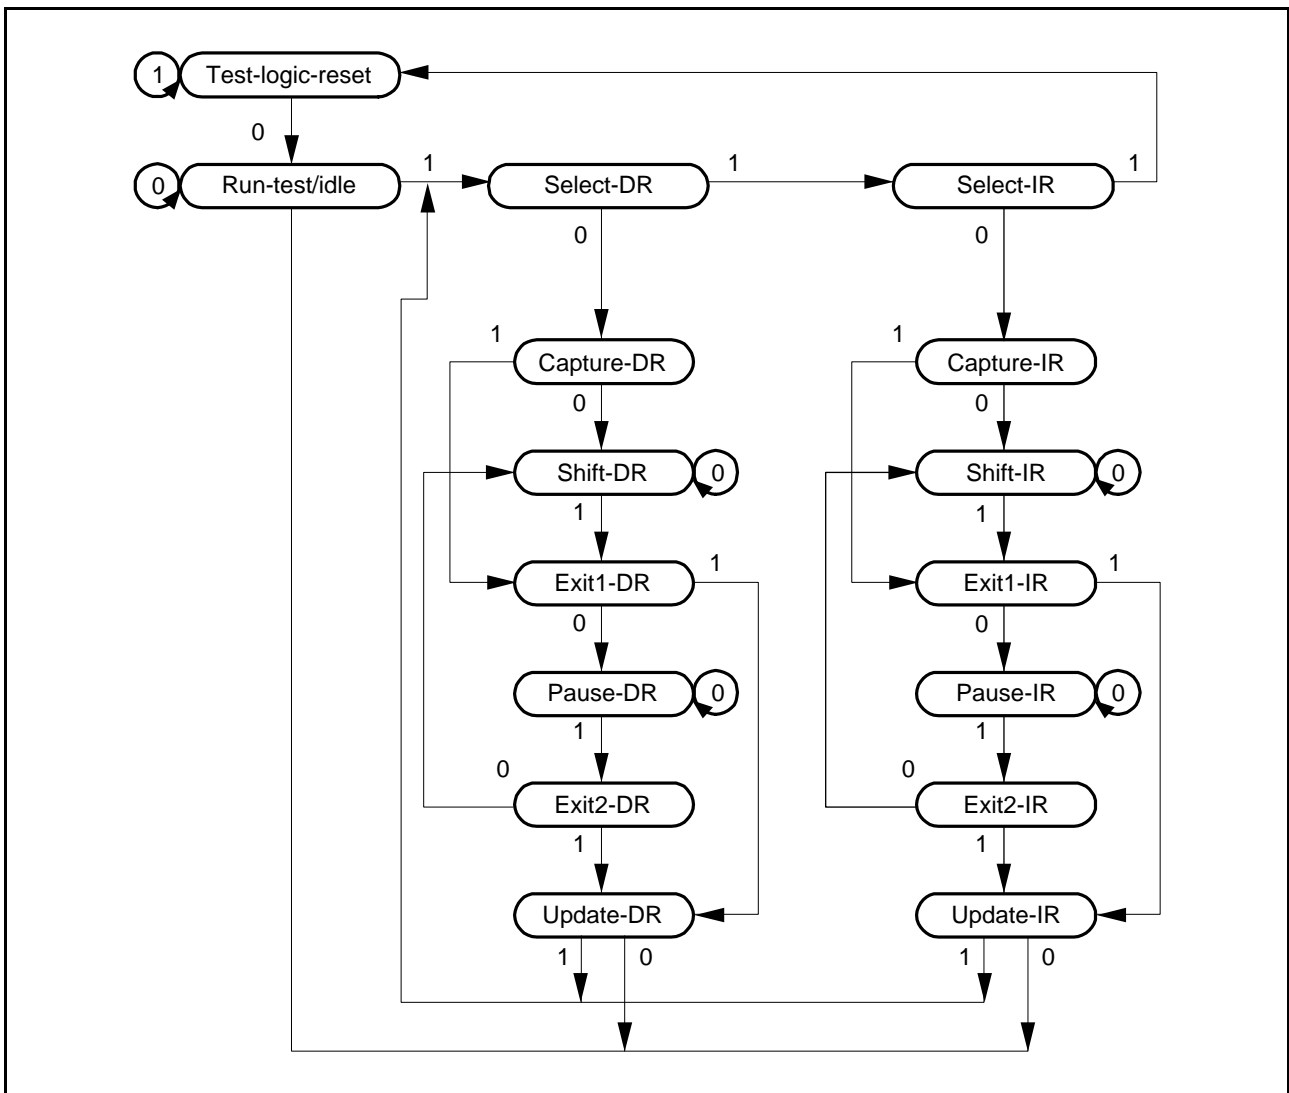 1 Test-logic-reset
0
0 Run-test/idle 1 Select-DR 1 Select-IR 1
0 0
1 1
Capture-DR Capture-IR
0 0
Shift-DR 0 Shift-IR 0
1 1
Exit1-DR 1 Exit1-IR 1
0 0
Pause-DR 0 Pause-IR 0
1 1
0 0
Exit2-DR Exit2-IR
1 1
Update-DR Update-IR
1 0 1 0